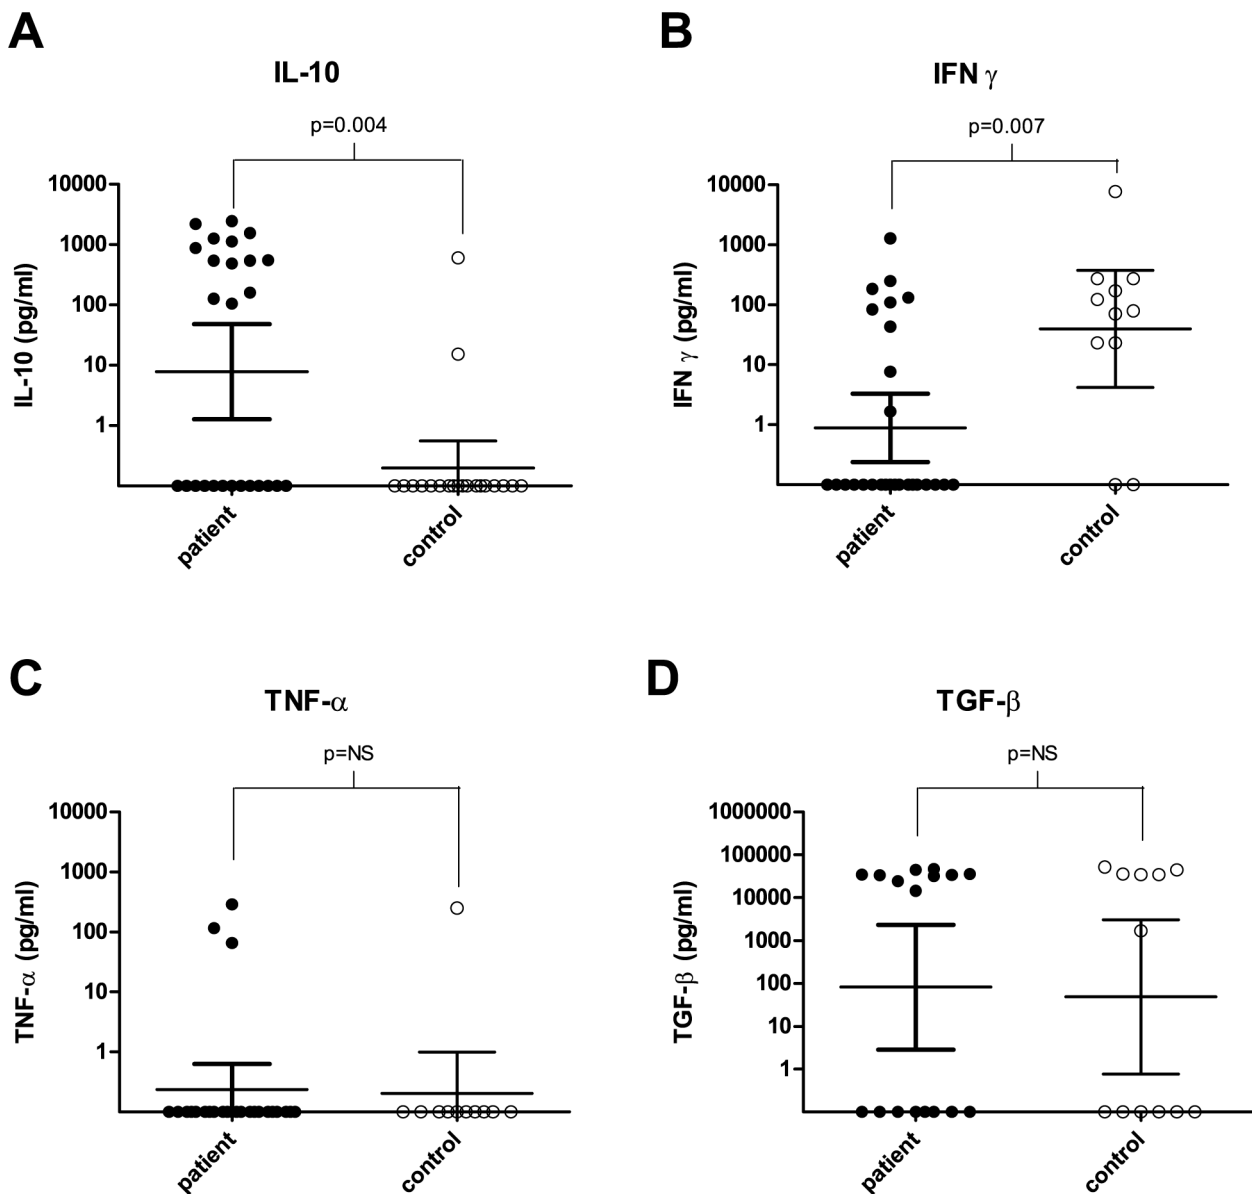 A
IL-10
p=0.004
10000
1000
100
10
1
IL-10 (pg/ml)
patient
control
B
IFN γ
p=0.007
10000
1000
100
10
1
IFN γ (pg/ml)
patient
control
C
TNF-α
p=NS
10000
1000
100
10
1
TNF-α (pg/ml)
patient
control
D
TGF-β
p=NS
1000000
100000
10000
1000
100
10
1
TGF-β (pg/ml)
patient
control